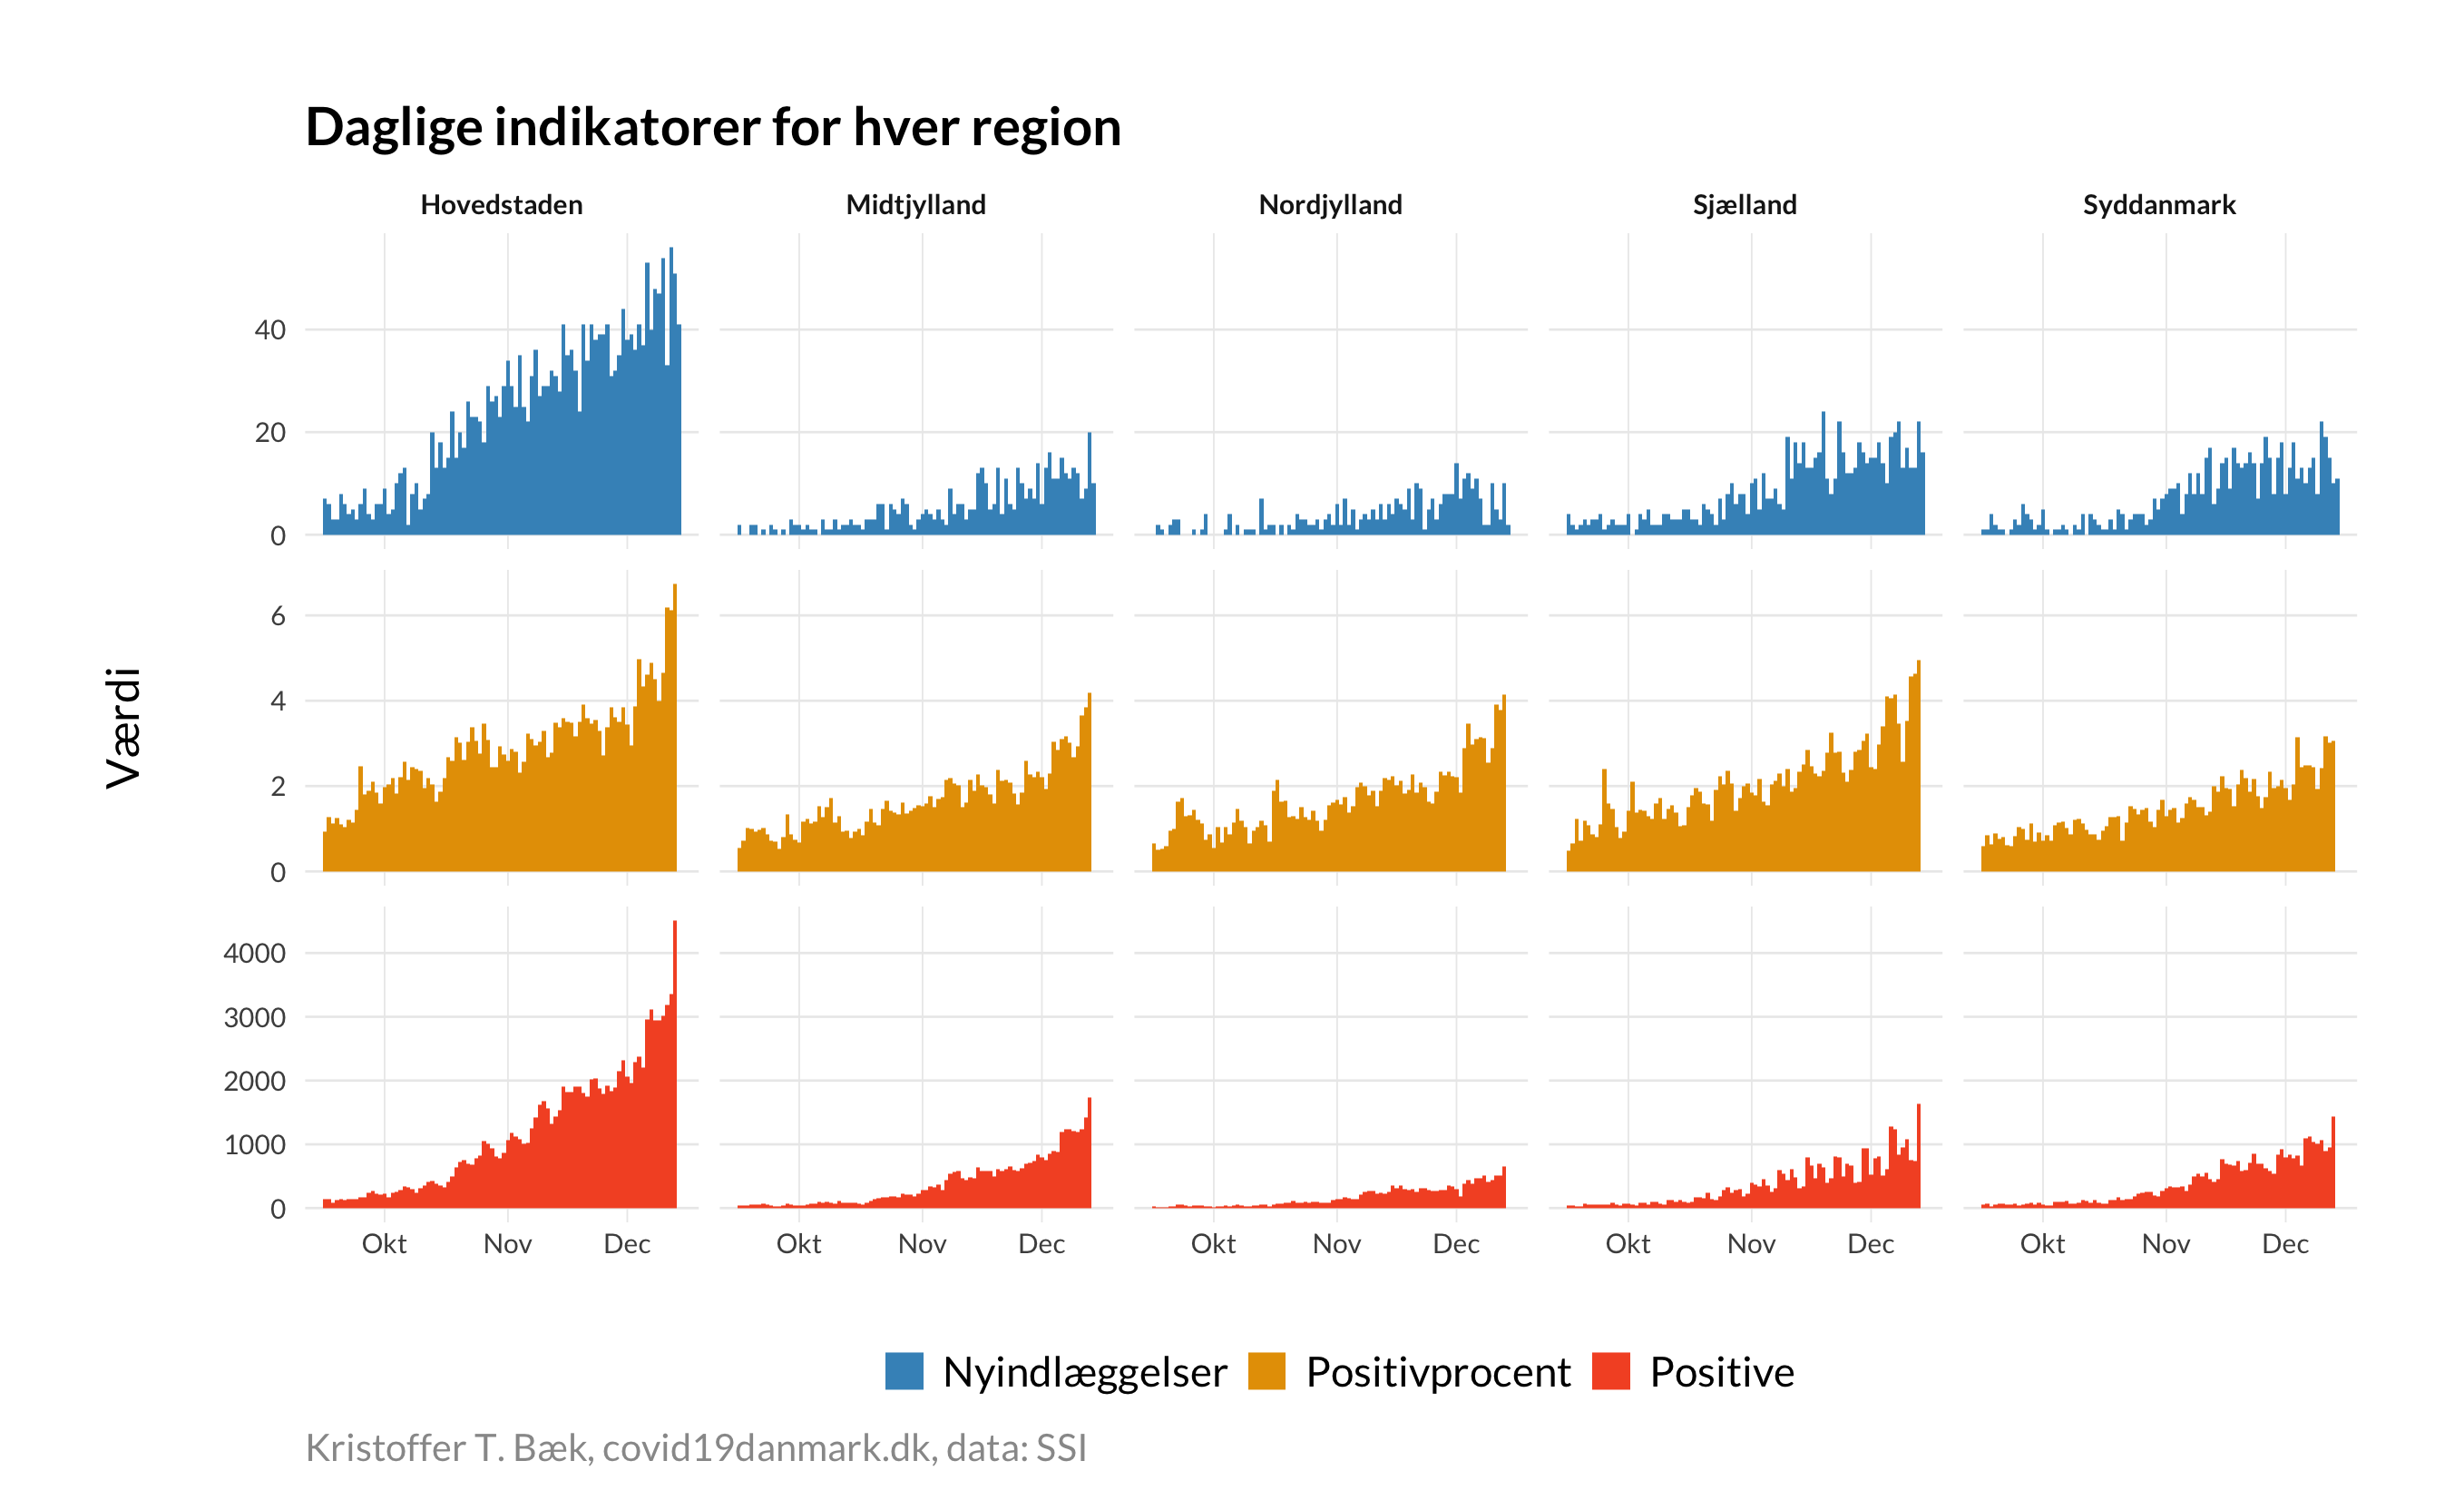 Daglige indikatorer for hver region
Hovedstaden Midtjylland Nordjylland Sjælland Syddanmark
Værdi
40
20
0
6
4
2
0
4000
3000
2000
1000
0
Okt Nov Dec Okt Nov Dec Okt Nov Dec Okt Nov Dec Okt Nov Dec
Nyindlæggelser Positivprocent Positive
Kristoffer T. Bæk, covid19danmark.dk, data: SSI